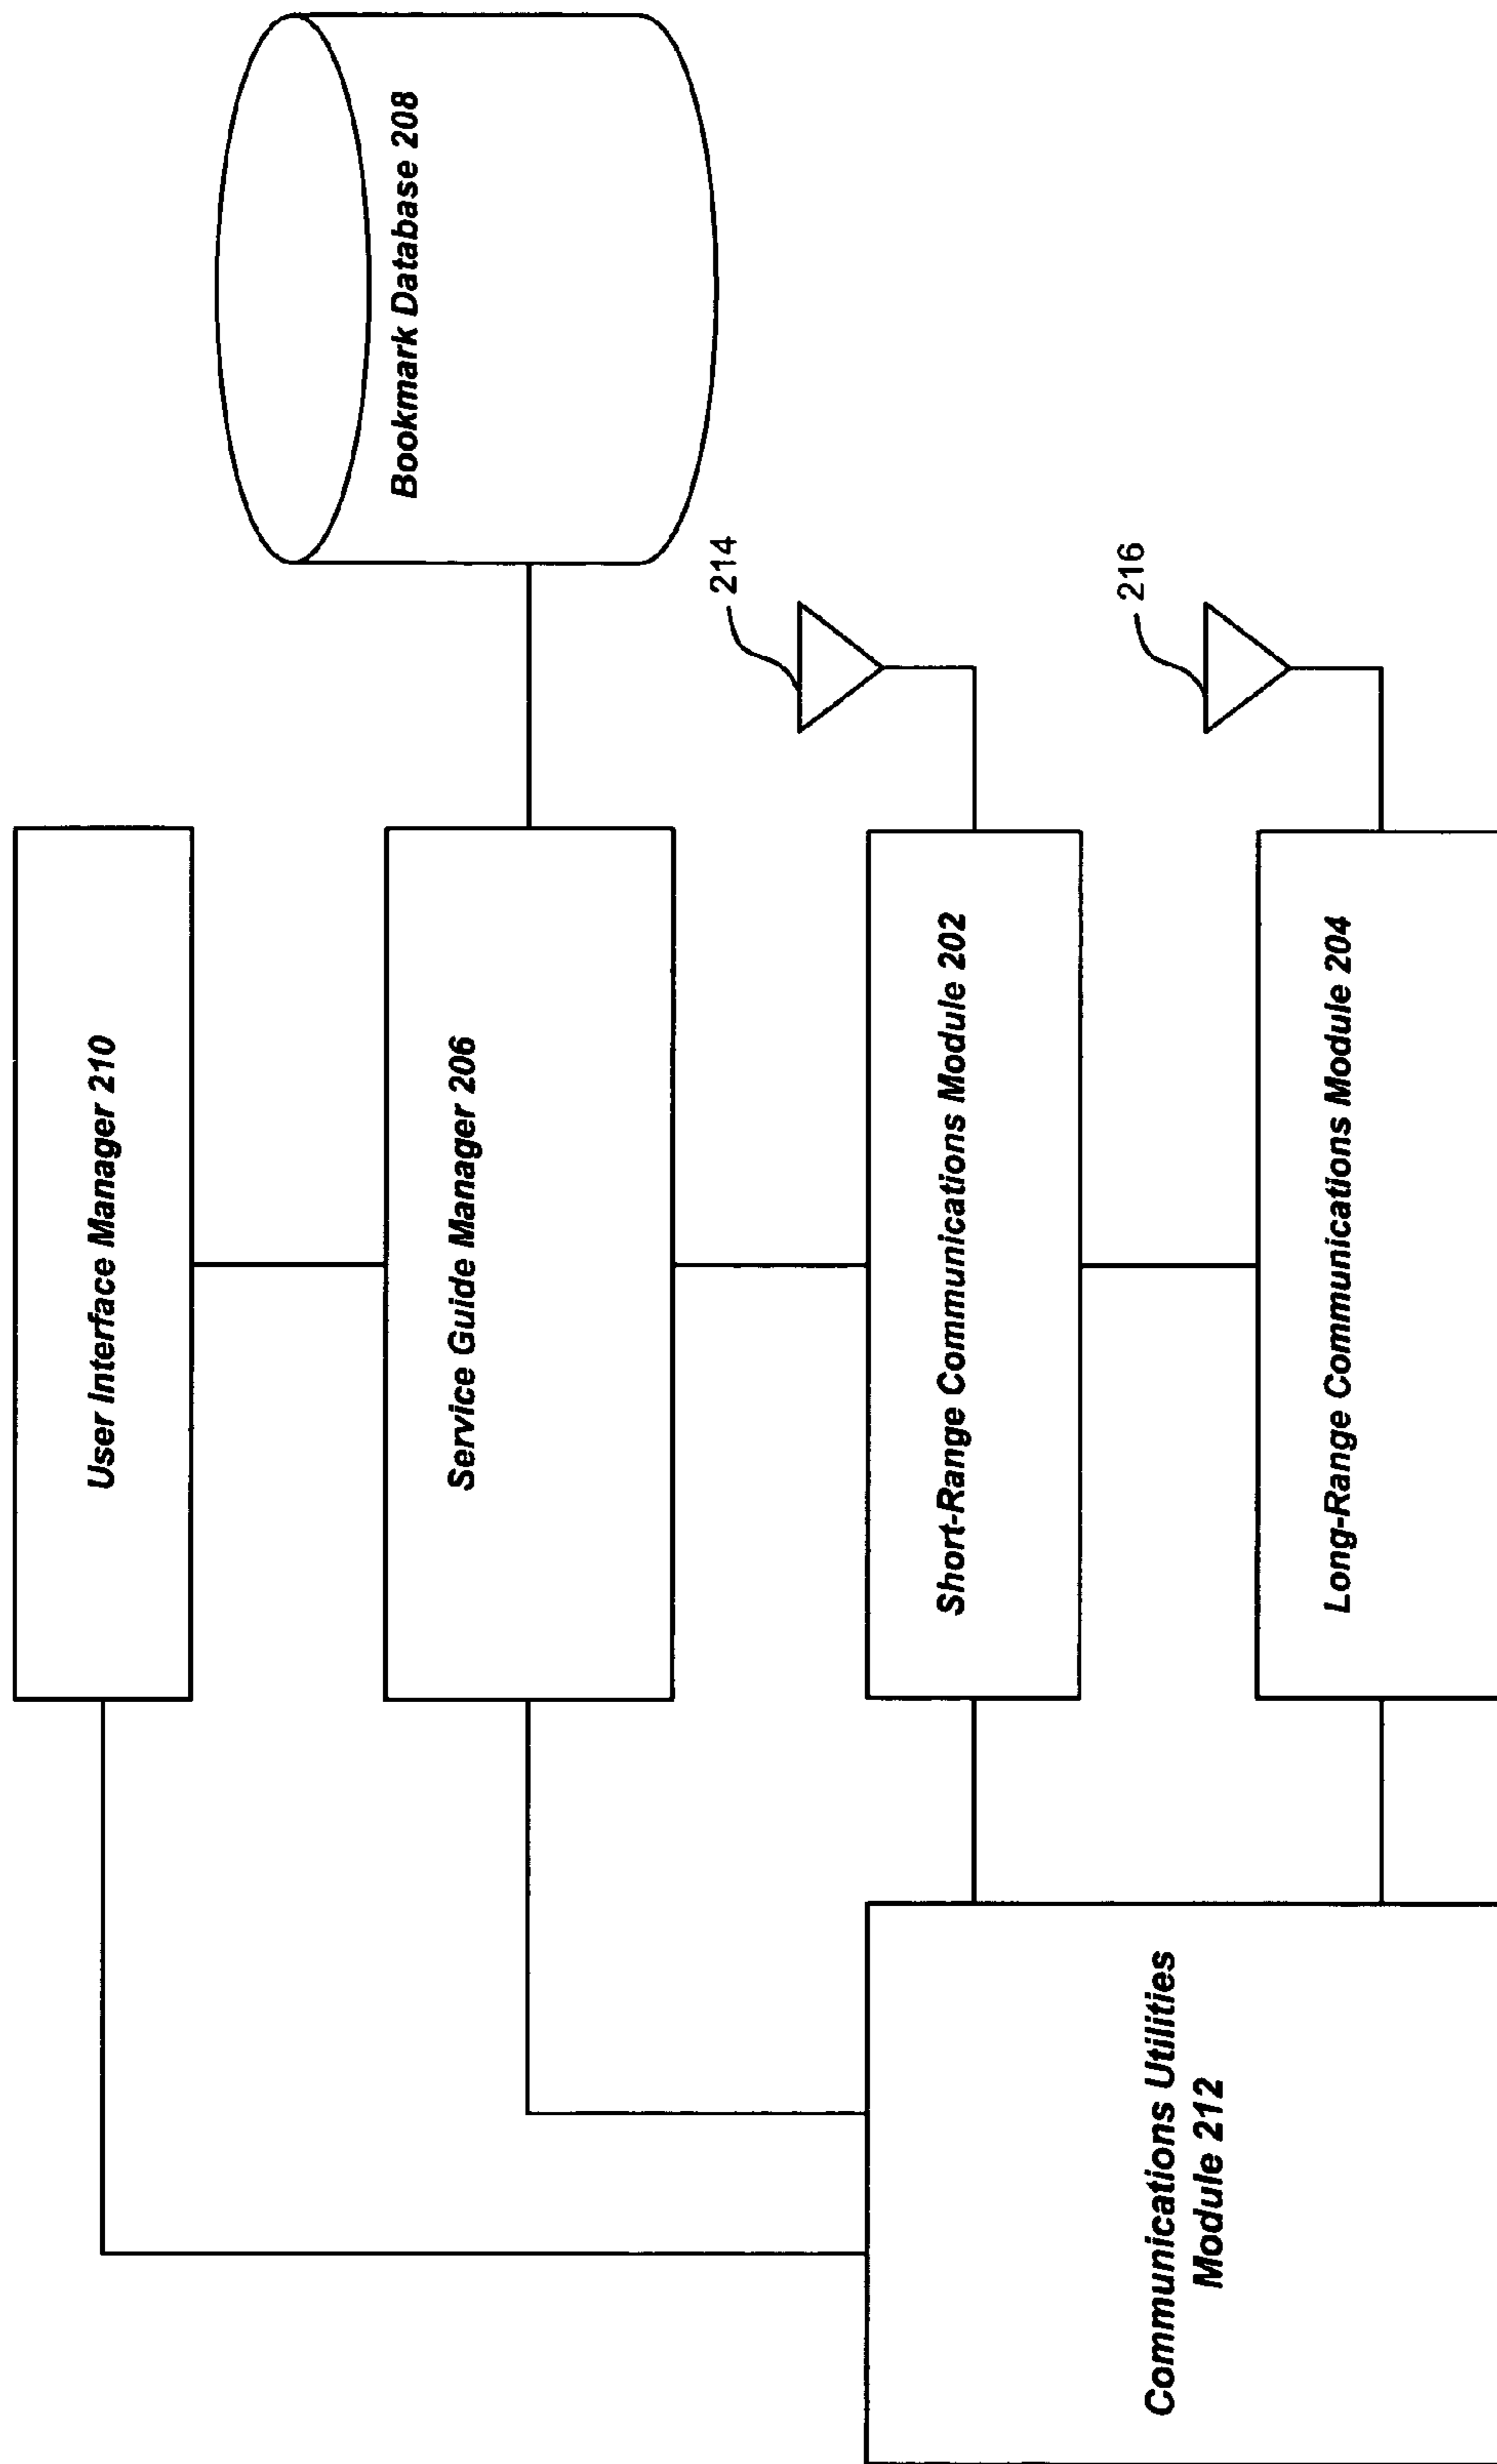 User Interface Manager 210
Service Guide Manager 206
Bookmark Database 208
214
Short-Range Communications Module 202
216
Long-Range Communications Module 204
Communications Utilities
Module 212